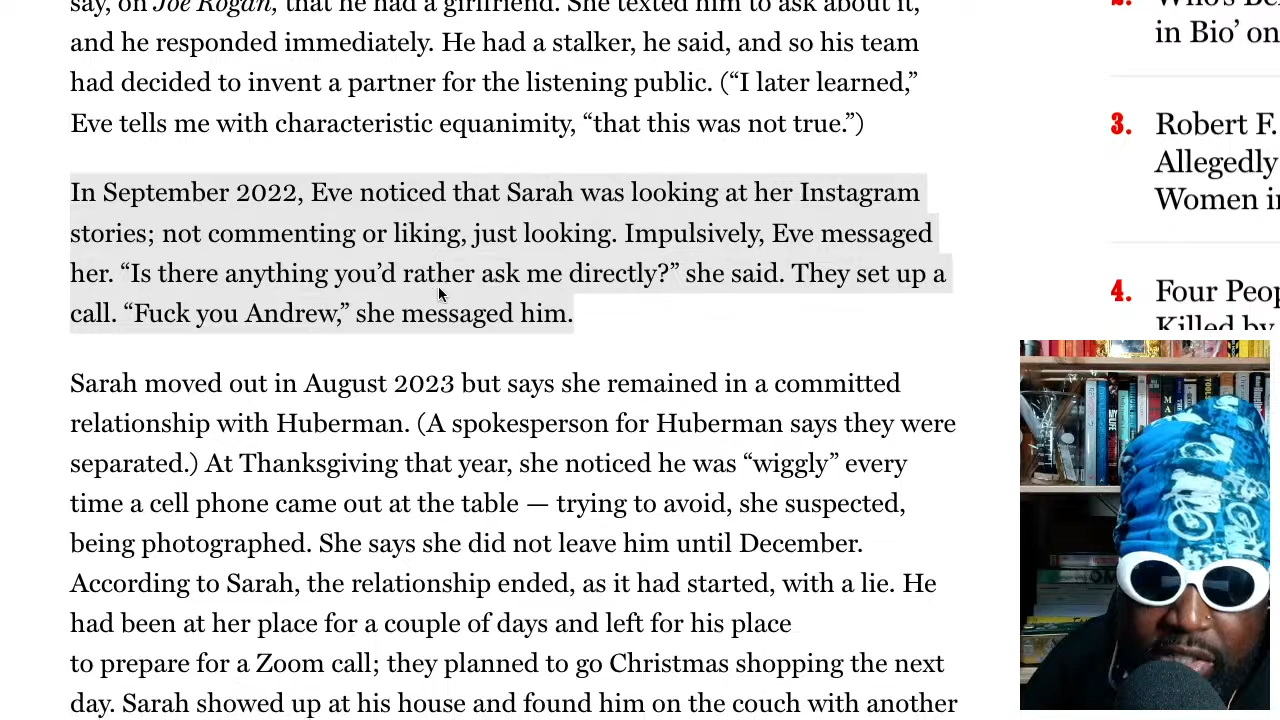 say, on Joe Rogan, that he had a girlfriend. She texted him to ask about it,
and he responded immediately. He had a stalker, he said, and so his team
had decided to invent a partner for the listening public. (“I later learned,”
Eve tells me with characteristic equanimity, “that this was not true.”)
In September 2022, Eve noticed that Sarah was looking at her Instagram
stories; not commenting or liking, just looking. Impulsively, Eve messaged
her. “Is there anything you’d rather ask me directly?” she said. They set up a
call. “Fuck you Andrew,” she messaged him.
Sarah moved out in August 2023 but says she remained in a committed
relationship with Huberman. (A spokesperson for Huberman says they were
separated.) At Thanksgiving that year, she noticed he was “wiggly” every
time a cell phone came out at the table — trying to avoid, she suspected,
being photographed. She says she did not leave him until December.
According to Sarah, the relationship ended, as it had started, with a lie. He
had been at her place for a couple of days and left for his place
to prepare for a Zoom call; they planned to go Christmas shopping the next
day. Sarah showed up at his house and found him on the couch with another
2. Who’s Be
in Bio’ on
3. Robert F.
Allegedly
Women in
4. Four Peop
Killed by